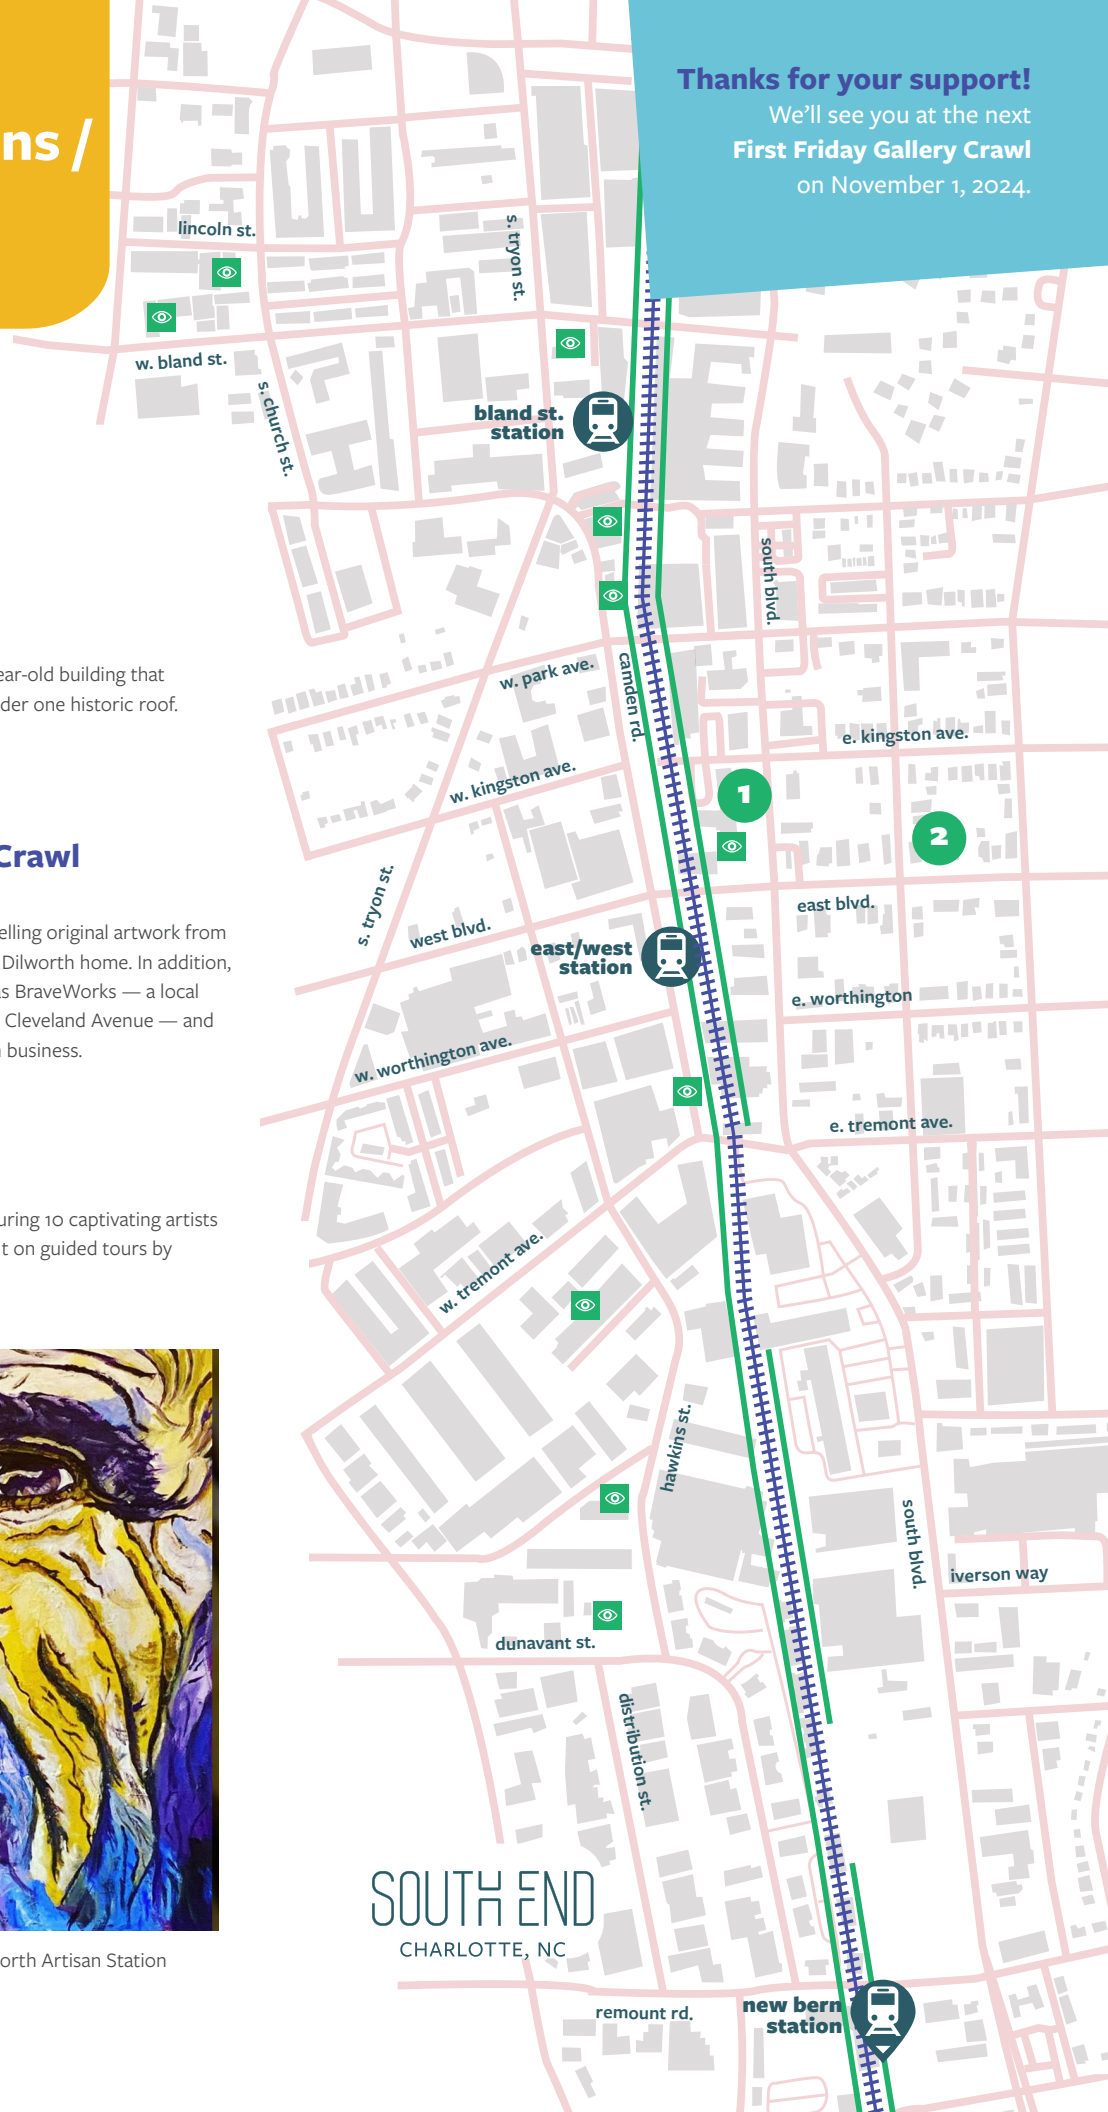 ns /
Thanks for your support!
We'll see you at the next
First Friday Gallery Crawl
on November 1, 2024.
lincoln st.
s. tryon st.
w. bland st.
s. church st.
bland st.
station
south blvd.
ear-old building that
der one historic roof.
w. park ave.
camden rd.
e. kingston ave.
w. kingston ave.
1
2
Crawl
s. tryon st.
east blvd.
elling original artwork from
Dilworth home. In addition,
as BraveWorks — a local
Cleveland Avenue — and
n business.
west blvd.
east/west
station
e. worthington
w. worthington ave.
e. tremont ave.
uring 10 captivating artists
t on guided tours by
w. tremont ave.
hawkins st.
south blvd.
iverson way
dunavant st.
distribution st.
SOUTH END
CHARLOTTE, NC
orth Artisan Station
remount rd.
new bern
station